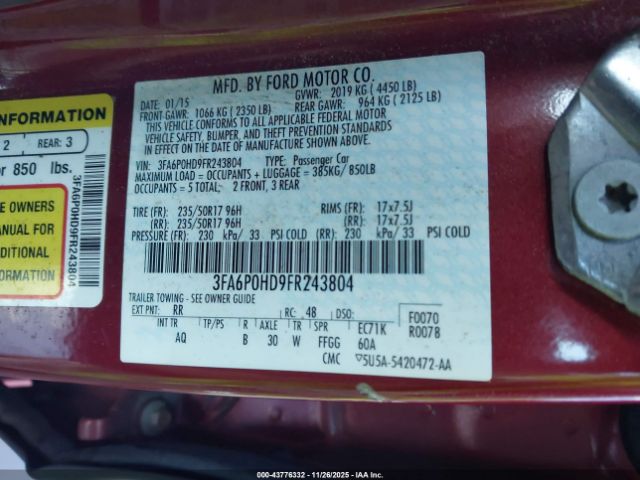 INFORMATION
2 REAR: 3
or 850 lbs.
E OWNERS
ANUAL FOR
DDITIONAL
FORMATION
3FA6P0HD9FR243804
MFD. BY FORD MOTOR CO.
DATE: 01/15 GVWR: 2019 KG ( 4450 LB)
FRONT GAWR: 1066 KG ( 2350 LB) REAR GAWR: 964 KG ( 2125 LB)
THIS VEHICLE CONFORMS TO ALL APPLICABLE FEDERAL MOTOR
VEHICLE SAFETY, BUMPER, AND THEFT PREVENTION STANDARDS
IN EFFECT ON THE DATE OF MANUFACTURE SHOWN ABOVE.
VIN: 3FA6P0HD9FR243804 TYPE: Passenger Car
MAXIMUM LOAD = OCCUPANTS + LUGGAGE = 385KG/ 850LB
OCCUPANTS = 5 TOTAL, 2 FRONT, 3 REAR
TIRE (FR): 235/50R17 96H RIMS (FR): 17x7.5J
(RR): 235/50R17 96H (RR): 17x7.5J
PRESSURE (FR): 230 kPa/ 33 PSI COLD (RR): 230 kPa/ 33 PSI COLD
3FA6P0HD9FR243804
TRAILER TOWING - SEE OWNER GUIDE
EXT PNT: RR RC: 48 DSO: F0070
INT TR TP/PS R AXLE TR SPR EC71K R0078
AQ B 30 W FFGG 60A
CMC 5U5A-5420472-AA
000-43776332 - 11/26/2025 - IAAI.COM